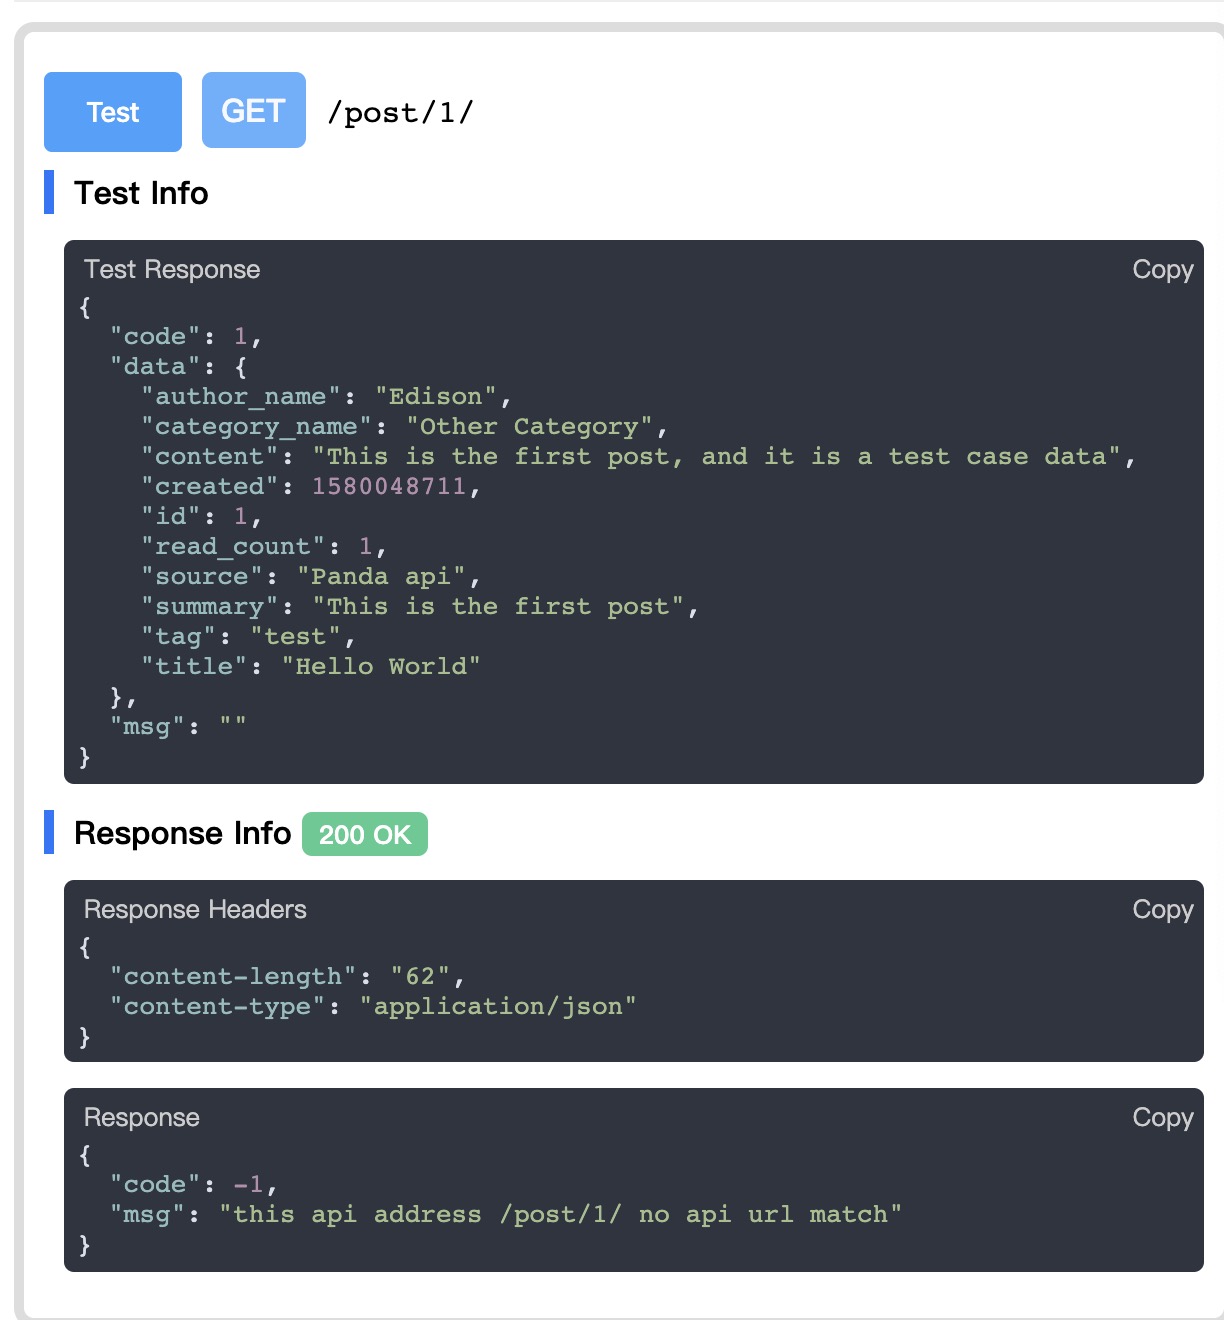 Test GET /post/1/
Test Info
Test Response Copy
{
  "code": 1,
  "data": {
    "author_name": "Edison",
    "category_name": "Other Category",
    "content": "This is the first post, and it is a test case data",
    "created": 1580048711,
    "id": 1,
    "read_count": 1,
    "source": "Panda api",
    "summary": "This is the first post",
    "tag": "test",
    "title": "Hello World"
  },
  "msg": ""
}
Response Info 200 OK
Response Headers Copy
{
  "content-length": "62",
  "content-type": "application/json"
}
Response Copy
{
  "code": -1,
  "msg": "this api address /post/1/ no api url match"
}